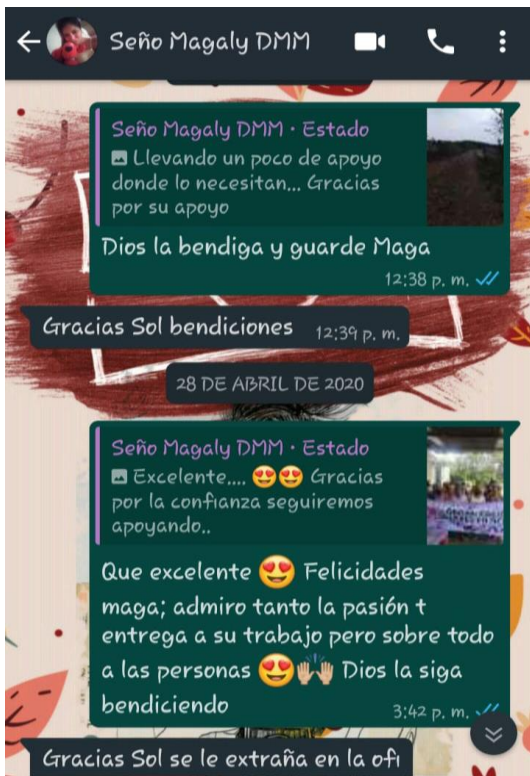 Seño Magaly DMM
Seño Magaly DMM · Estado
Llevando un poco de apoyo
donde lo necesitan... Gracias
por su apoyo
Dios la bendiga y guarde Maga
12:38 p. m.
Gracias Sol bendiciones 12:39 p. m.
28 DE ABRIL DE 2020
Seño Magaly DMM · Estado
Excelente.... 😍😍 Gracias
por la confianza seguiremos
apoyando..
Que excelente 😍 Felicidades
maga; admiro tanto la pasión t
entrega a su trabajo pero sobre todo
a las personas 😍🙌🏼 Dios la siga
bendiciendo
3:42 p. m.
Gracias Sol se le extraña en la ofi